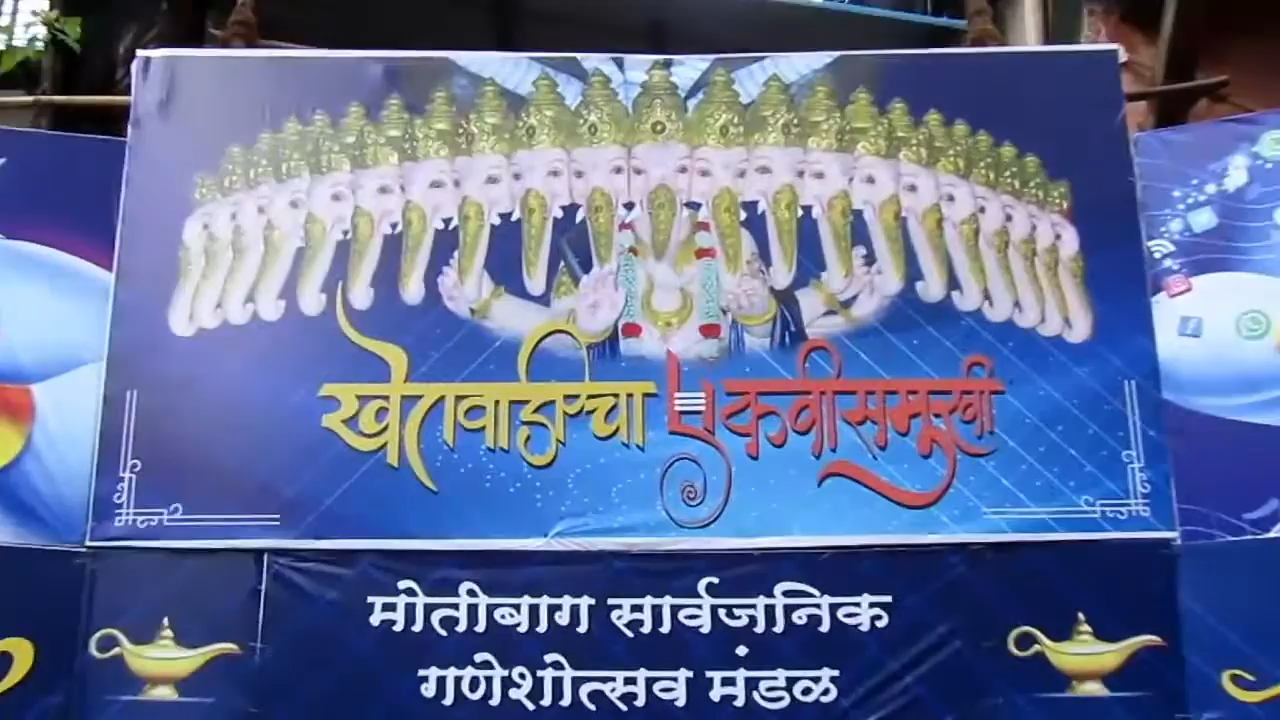 खेतवाडीचा एकवीसमुखी
मोतीबाग सार्वजनिक
गणेशोत्सव मंडळ